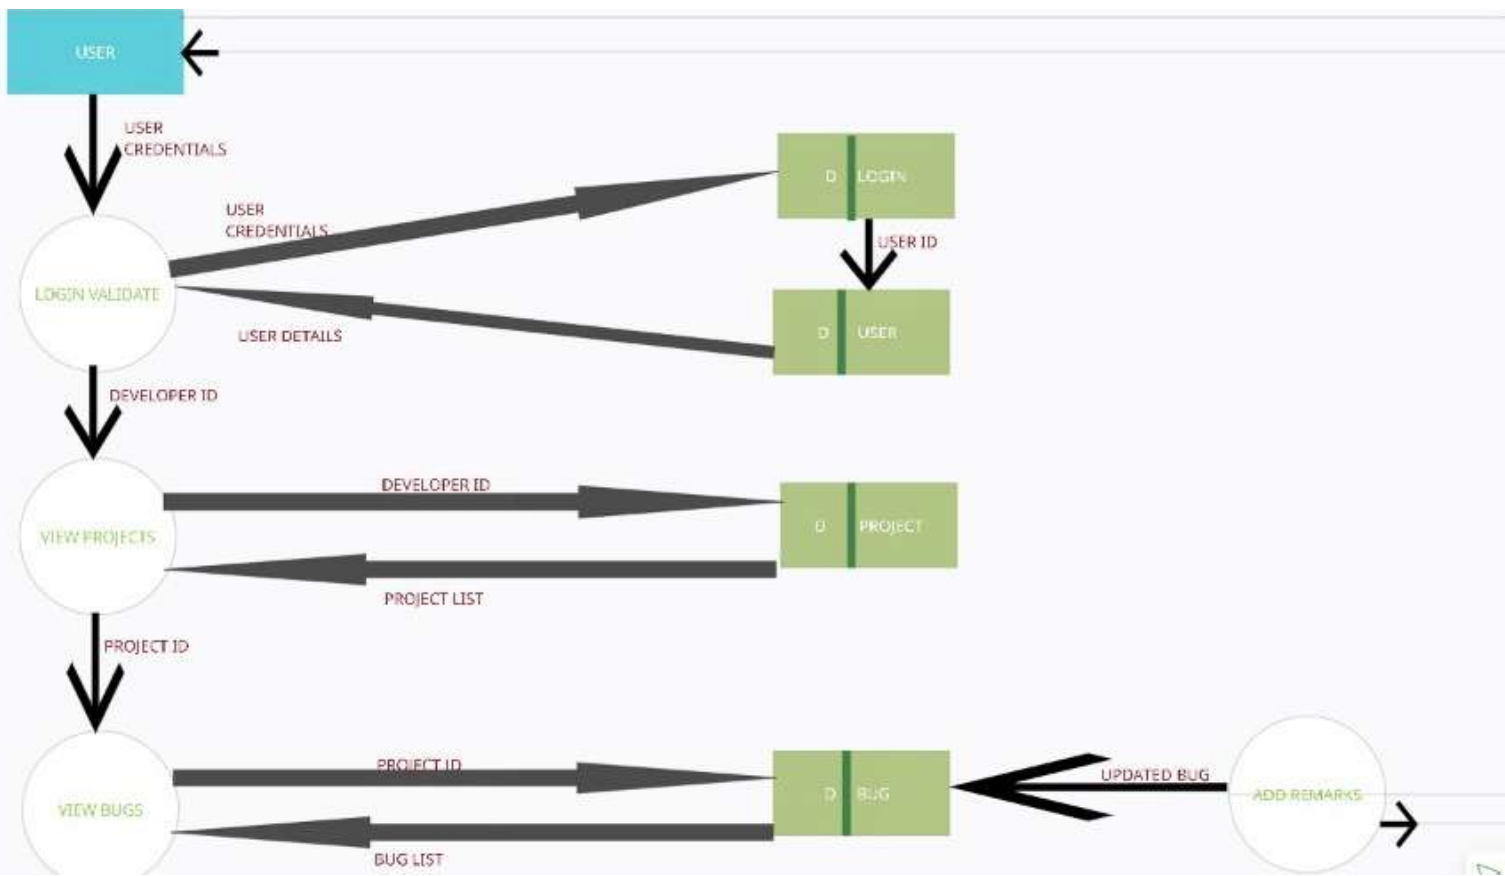 USER
USER
CREDENTIALS
D LOGIN
USER
CREDENTIALS
USER ID
LOGIN VALIDATE
D USER
USER DETAILS
DEVELOPER ID
DEVELOPER ID
D PROJECT
VIEW PROJECTS
PROJECT LIST
PROJECT ID
PROJECT ID
UPDATED BUG
D BUG
ADD REMARKS
VIEW BUGS
BUG LIST